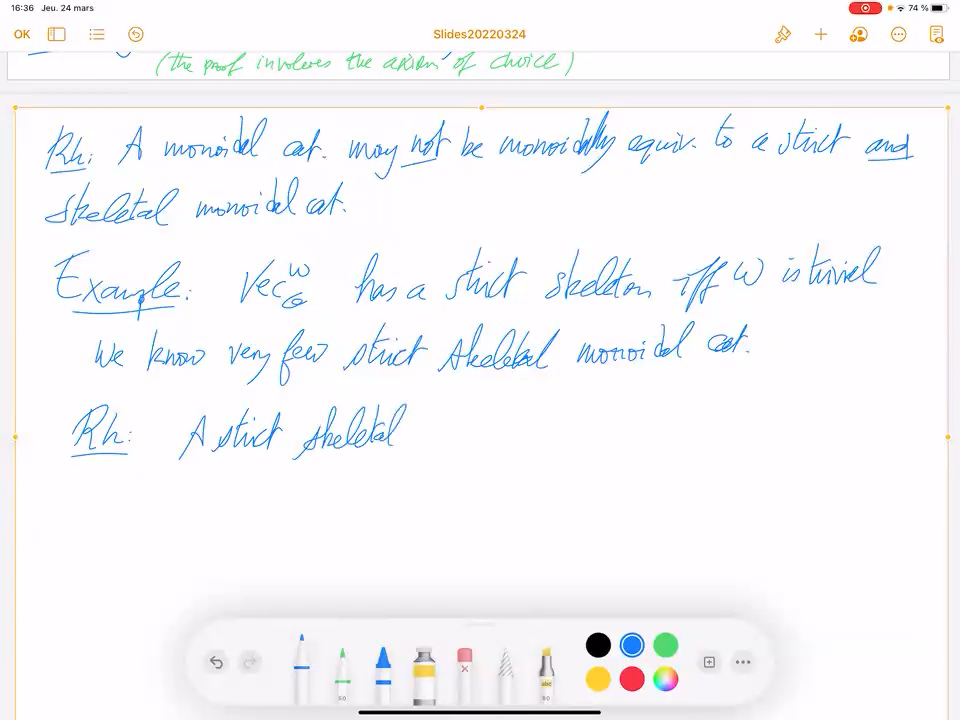 16:36 Jeu. 24 mars
74 %
OK
Slides20220324
(the proof involves the axiom of choice)
Rk: A monoidal cat. may not be monoidally equiv. to a strict and
skeletal monoidal cat.
Example: Vec_G^ω has a strict skeleton iff ω is trivial
We know very few strict skeletal monoidal cat.
Rk: A strict skeletal